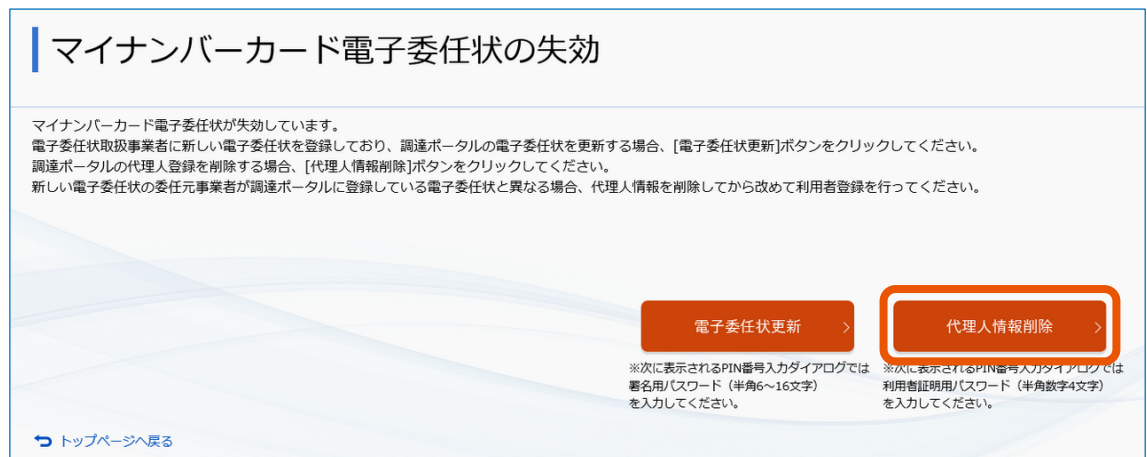 マイナンバーカード電子委任状の失効
マイナンバーカード電子委任状が失効しています。
電子委任状取扱事業者に新しい電子委任状を登録しており、調達ポータルの電子委任状を更新する場合、[電子委任状更新]ボタンをクリックしてください。
調達ポータルの代理人登録を削除する場合、[代理人情報削除]ボタンをクリックしてください。
新しい電子委任状の委任元事業者が調達ポータルに登録している電子委任状と異なる場合、代理人情報を削除してから改めて利用者登録を行ってください。
電子委任状更新
※次に表示されるPIN番号入力ダイアログでは
署名用パスワード（半角6～16文字）
を入力してください。
代理人情報削除
※次に表示されるPIN番号入力ダイアログでは
利用者証明用パスワード（半角数字4文字）
を入力してください。
トップページへ戻る